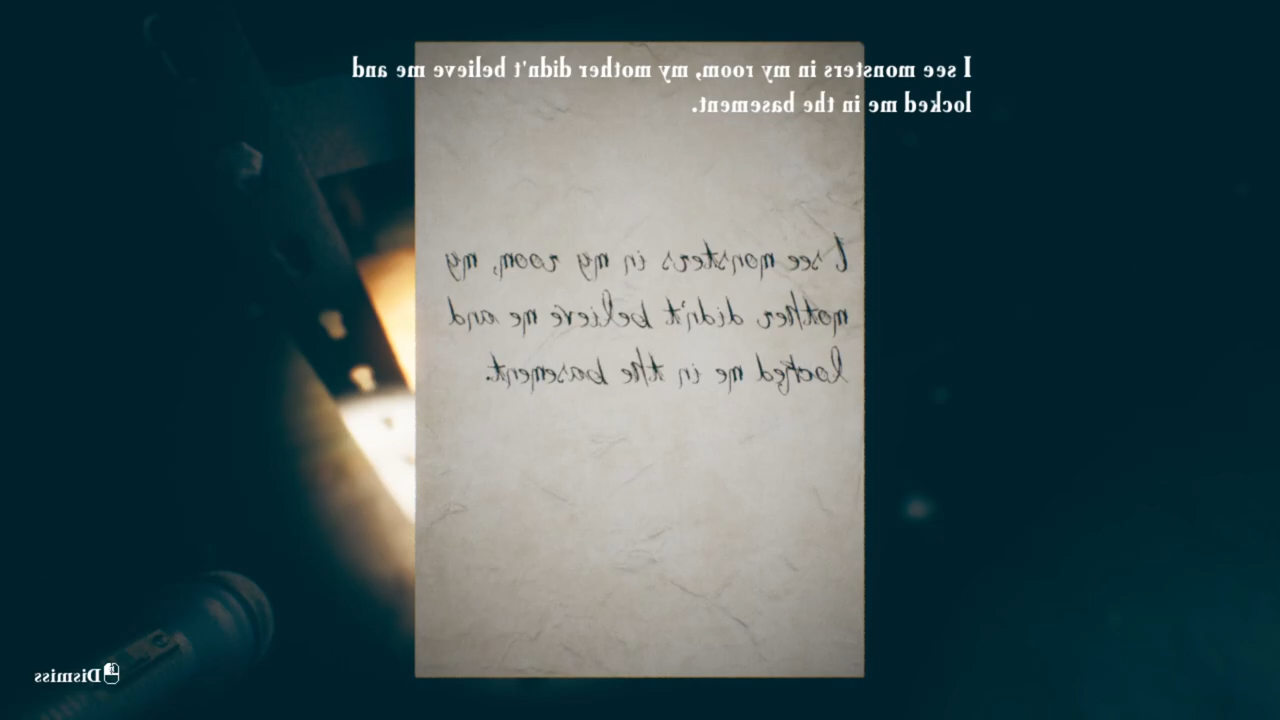 I see monsters in my room, my mother didn't believe me and
locked me in the basement.
I see monsters in my room, my
mother didn't believe me and
locked me in the basement.
Dismiss